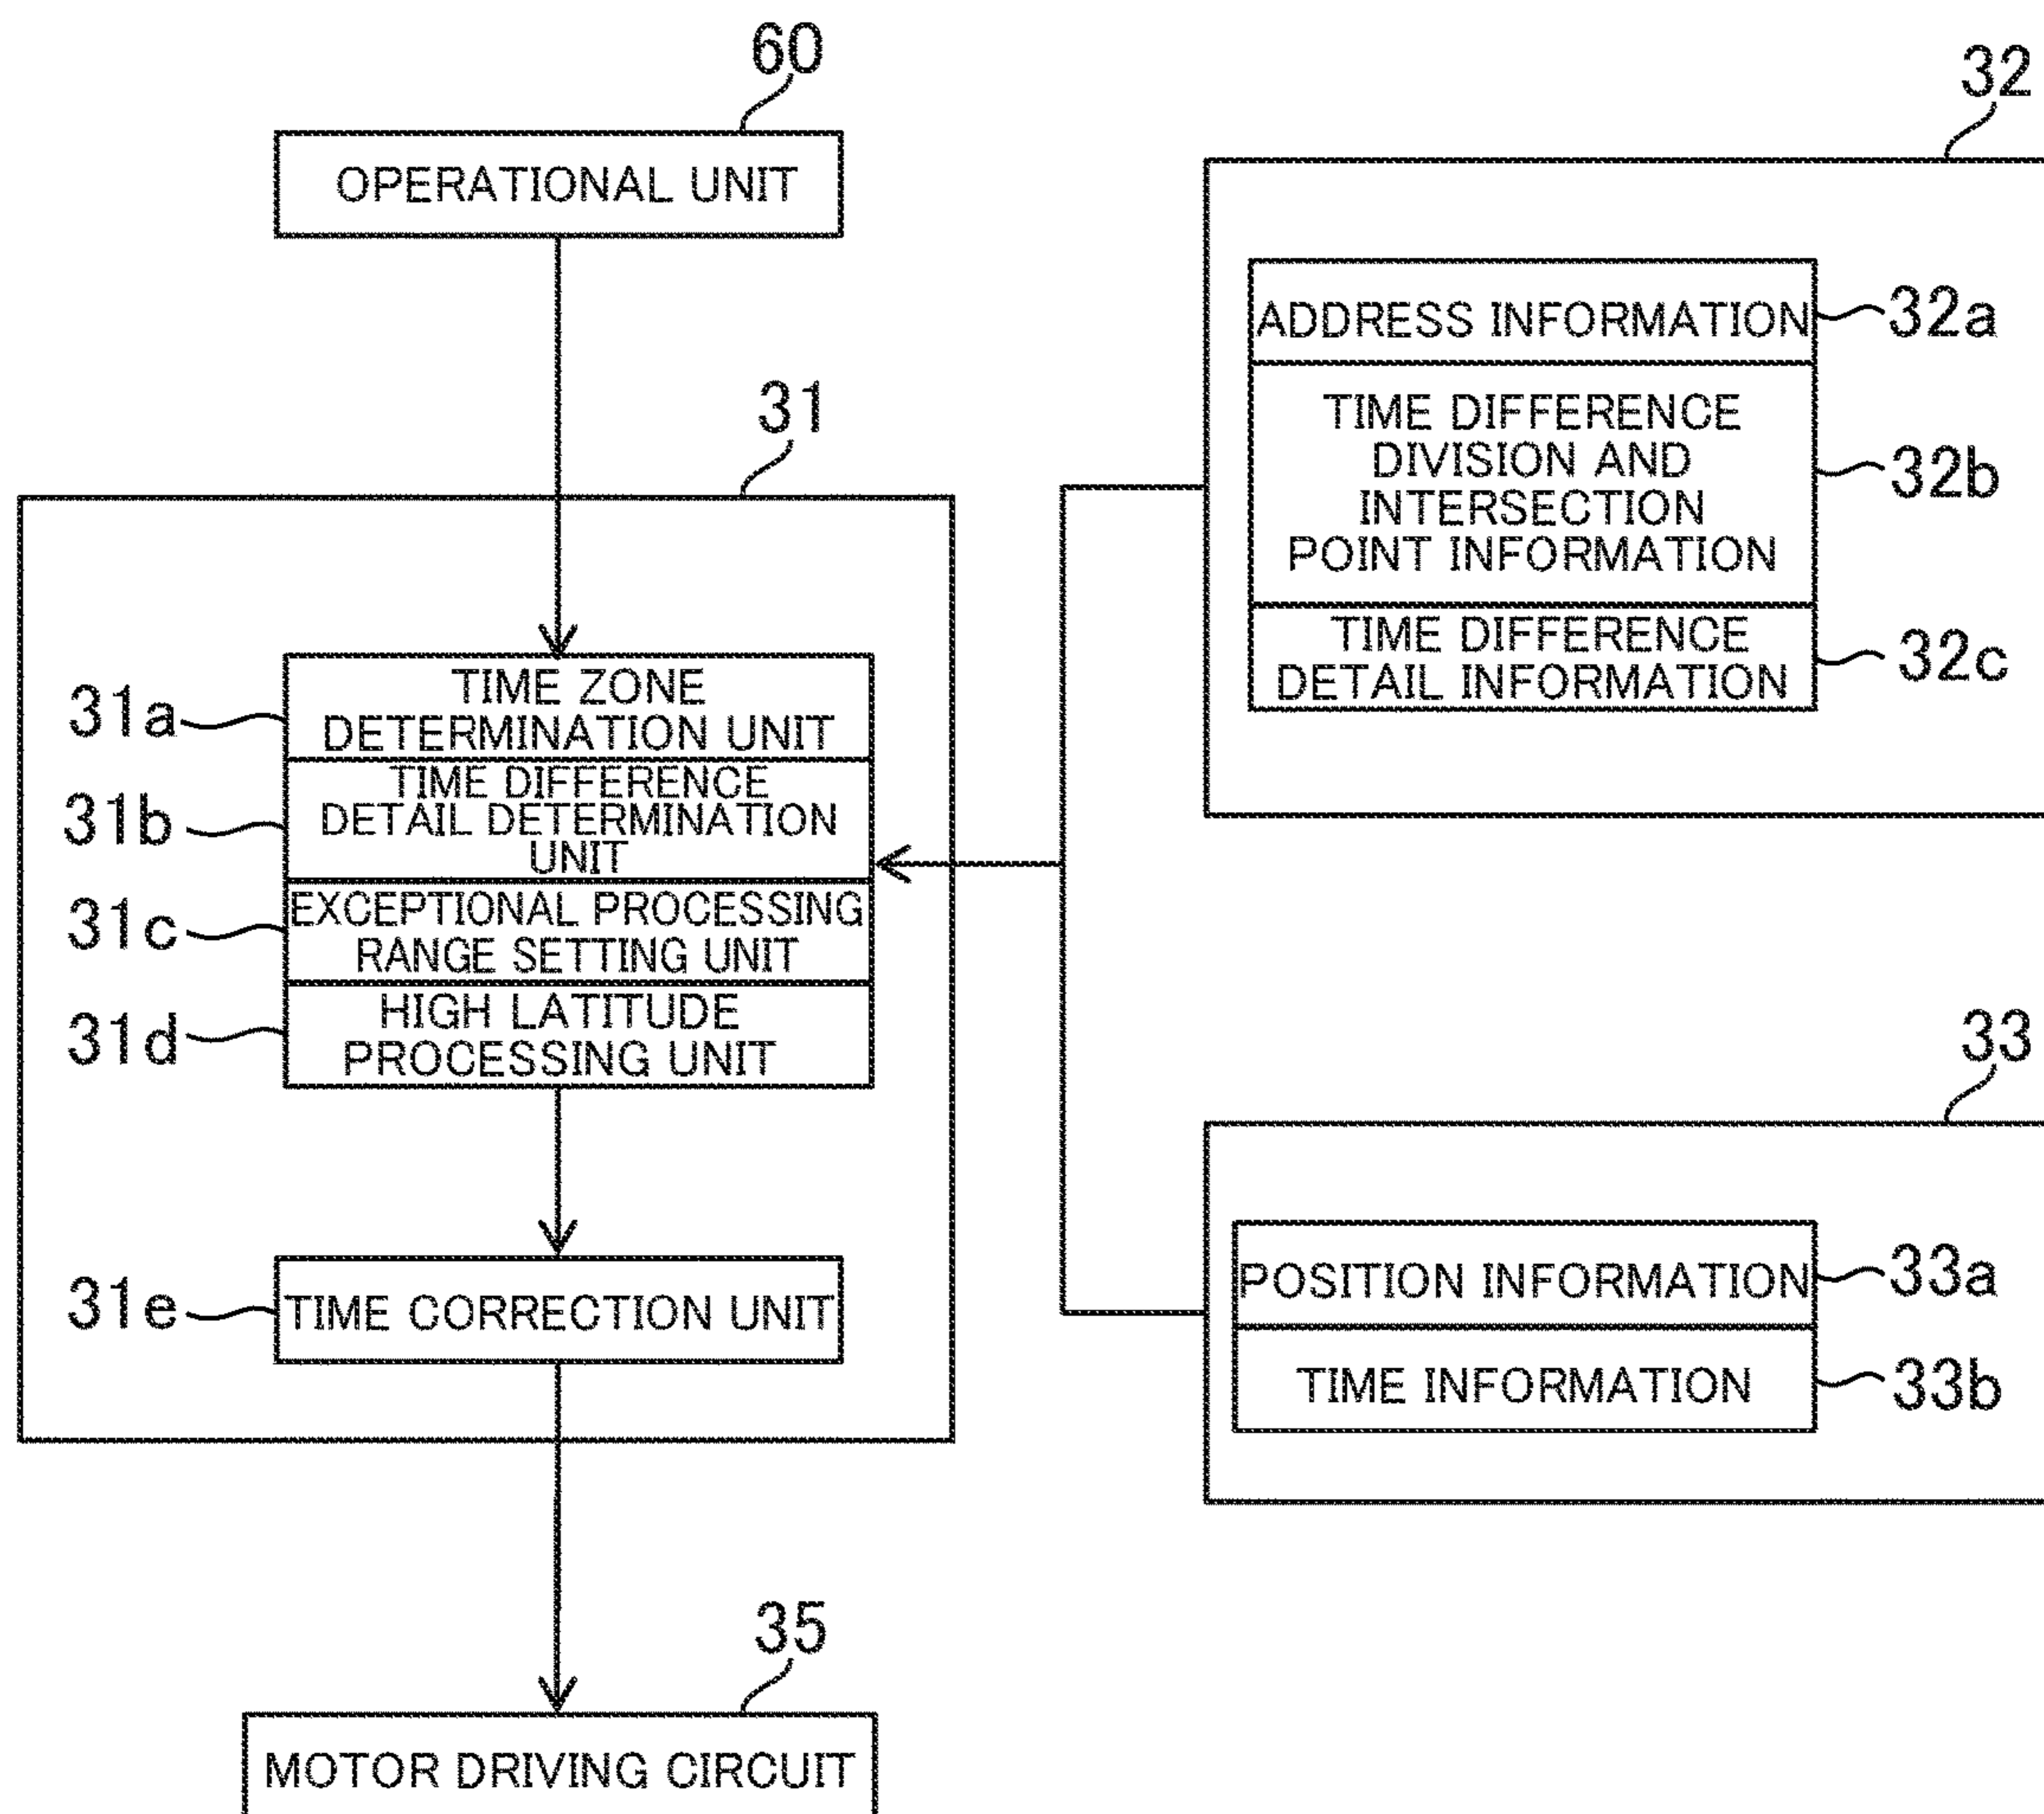 60
OPERATIONAL UNIT
32
ADDRESS INFORMATION
32a
TIME DIFFERENCE
DIVISION AND
INTERSECTION
POINT INFORMATION
32b
TIME DIFFERENCE
DETAIL INFORMATION
32c
31
31a
TIME ZONE
DETERMINATION UNIT
31b
TIME DIFFERENCE
DETAIL DETERMINATION
UNIT
31c
EXCEPTIONAL PROCESSING
RANGE SETTING UNIT
31d
HIGH LATITUDE
PROCESSING UNIT
31e
TIME CORRECTION UNIT
33
POSITION INFORMATION
33a
TIME INFORMATION
33b
35
MOTOR DRIVING CIRCUIT